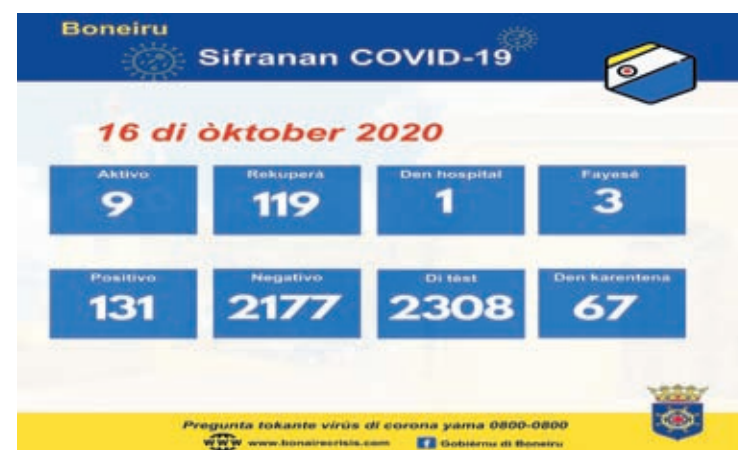 Boneiru
Sifranan COVID-19
16 di òktober 2020
Aktivo
9
Rekuperá
119
Den hospital
1
Fayesé
3
Positivo
131
Negativo
2177
Di tèst
2308
Den karentena
67
Pregunta tokante virùs di corona yama 0800-0800
www www.bonairecrisis.com f Gobièrnu di Boneiru